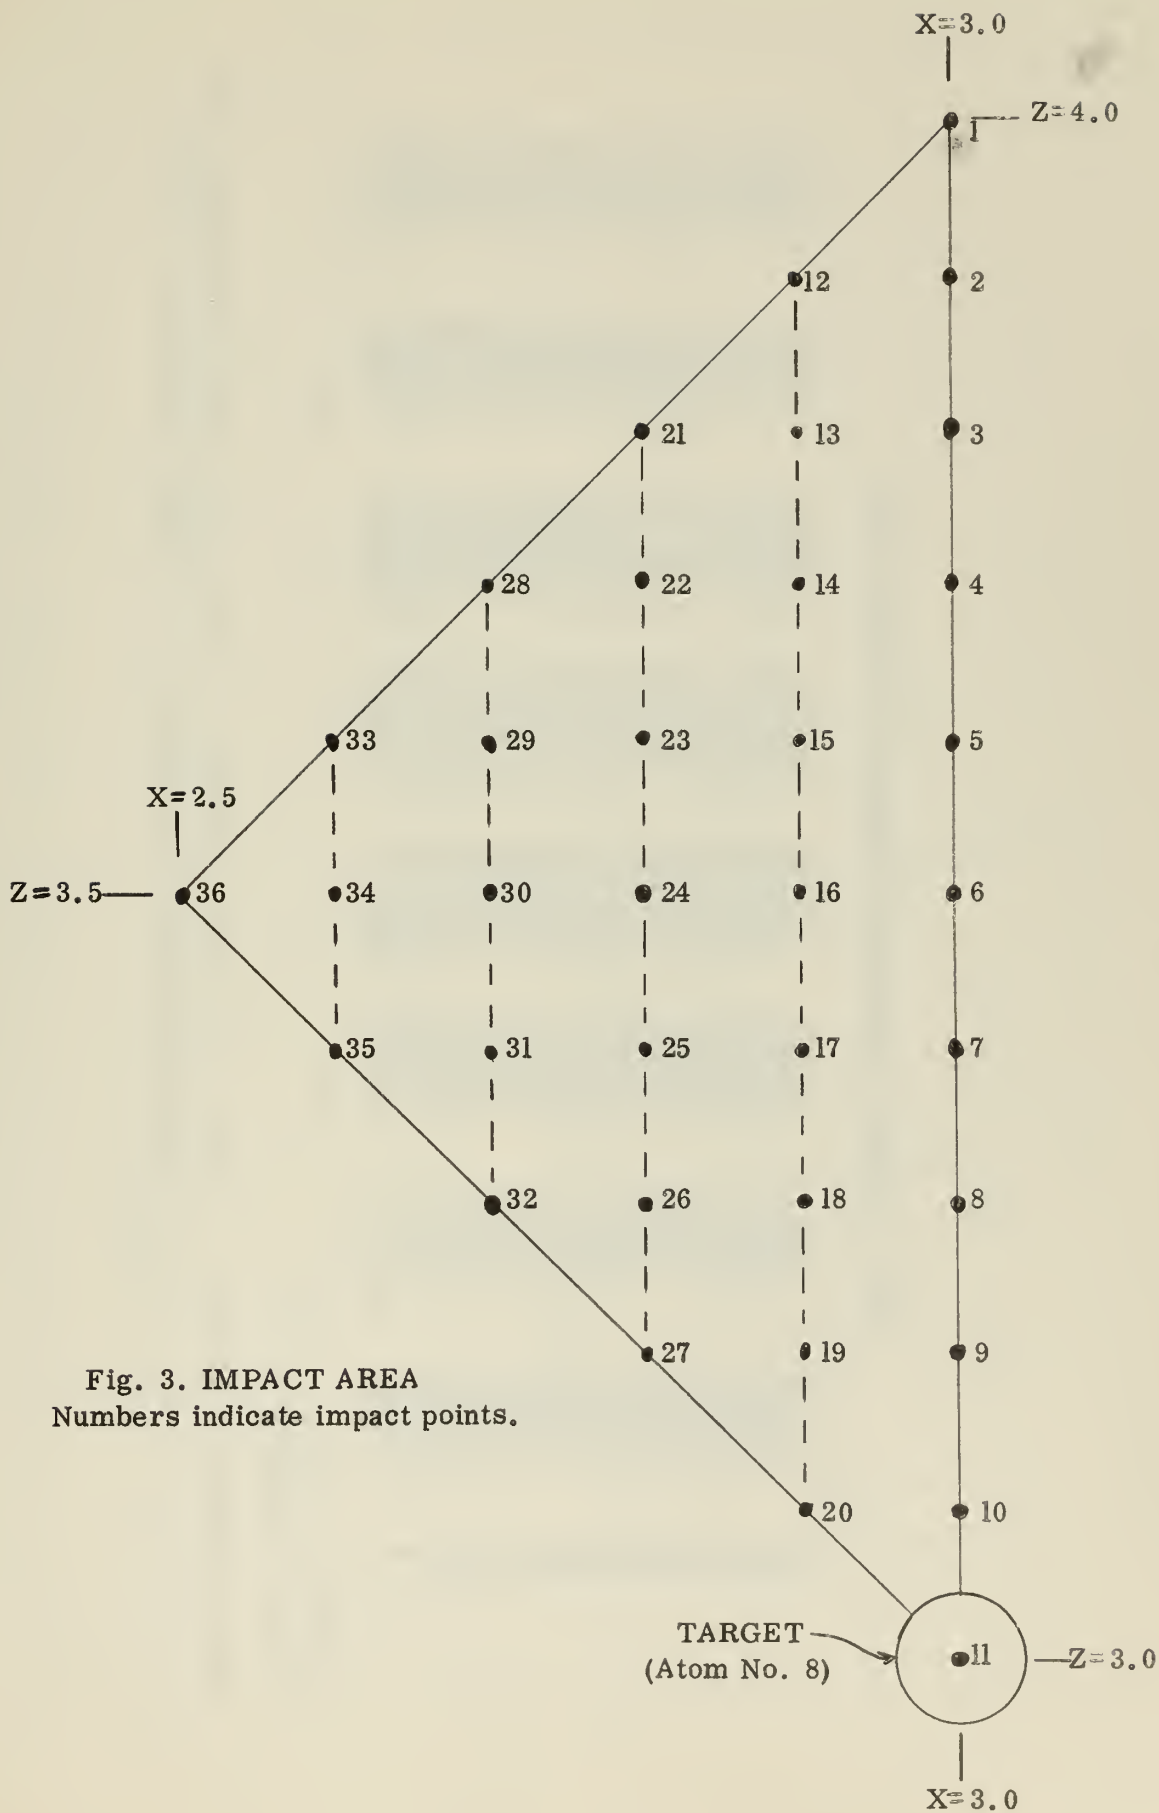 X=3.0
1 Z=4.0
12 2
21 13 3
28 22 14 4
33 29 23 15 5
X=2.5
Z=3.5 36 34 30 24 16 6
35 31 25 17 7
32 26 18 8
27 19 9
Fig. 3. IMPACT AREA
Numbers indicate impact points.
20 10
TARGET
(Atom No. 8)
11 Z=3.0
X=3.0